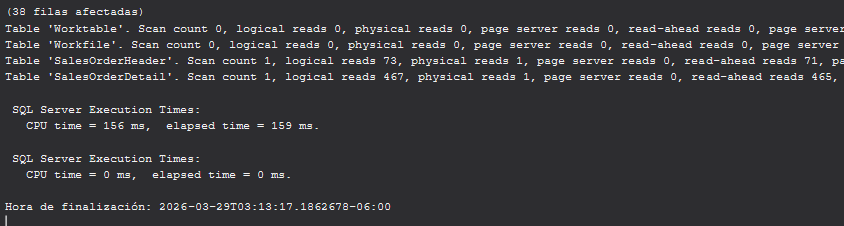 (38 filas afectadas)
Table 'Worktable'. Scan count 0, logical reads 0, physical reads 0, page server reads 0, read-ahead reads 0, page server
Table 'Workfile'. Scan count 0, logical reads 0, physical reads 0, page server reads 0, read-ahead reads 0, page server
Table 'SalesOrderHeader'. Scan count 1, logical reads 73, physical reads 1, page server reads 0, read-ahead reads 71, pa
Table 'SalesOrderDetail'. Scan count 1, logical reads 467, physical reads 1, page server reads 0, read-ahead reads 465,
SQL Server Execution Times:
CPU time = 156 ms,  elapsed time = 159 ms.
SQL Server Execution Times:
CPU time = 0 ms,  elapsed time = 0 ms.
Hora de finalización: 2026-03-29T03:13:17.1862678-06:00